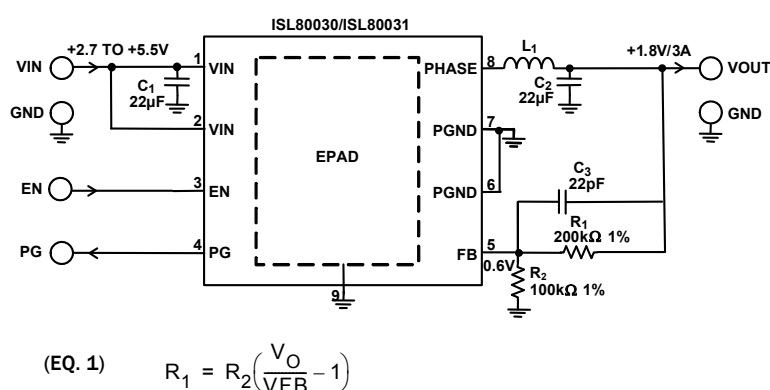 ISL80030/ISL80031
+2.7 TO +5.5V
VIN
1
VIN
C1
22µF
GND
2
VIN
EPAD
EN
3
EN
PG
4
PG
9
PHASE
8
L1
+1.8V/3A
VOUT
C2
22µF
GND
PGND
7
PGND
6
C3
22pF
R1
200kΩ 1%
FB
5
0.6V
R2
100kΩ 1%
(EQ. 1) R1 = R2(VO/VFB – 1)